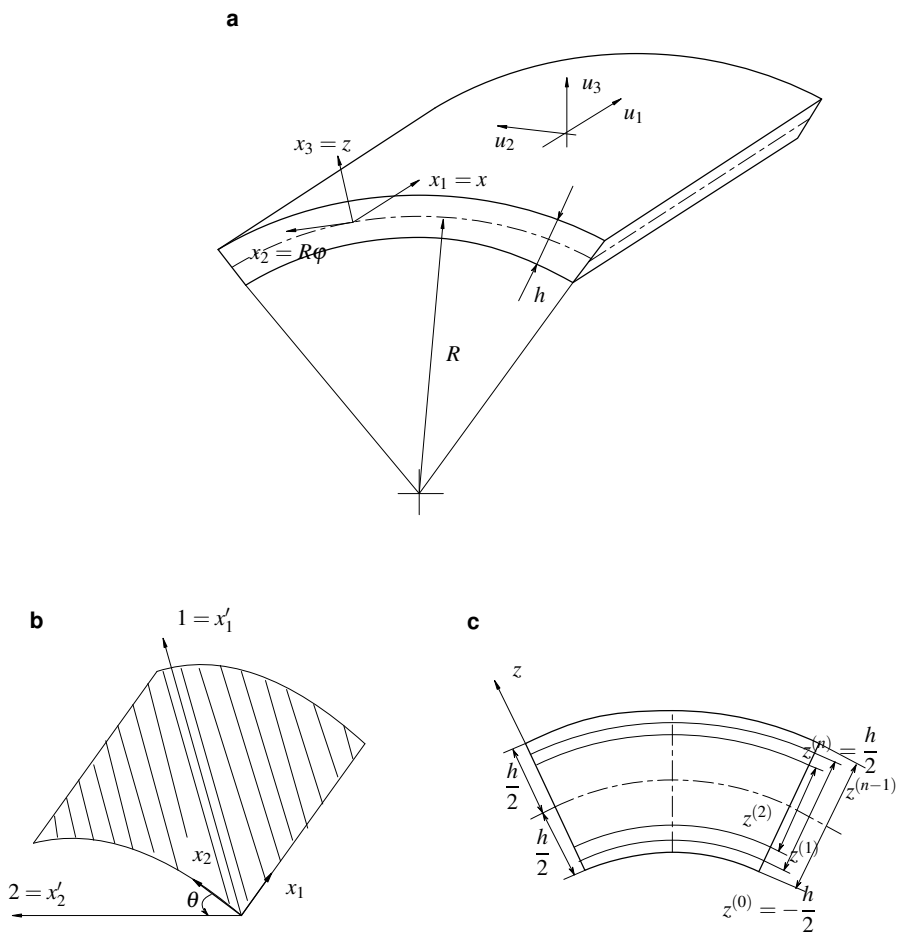 a
u₃
u₁
u₂
x₃ = z
x₁ = x
x₂ = Rφ
h
R
b
1 = x′₁
x₂
x₁
2 = x′₂
θ
c
z
z⁽ⁿ⁾ = h/2
h/2
z⁽ⁿ⁻¹⁾
z⁽²⁾
h/2
z⁽¹⁾
z⁽⁰⁾ = −h/2